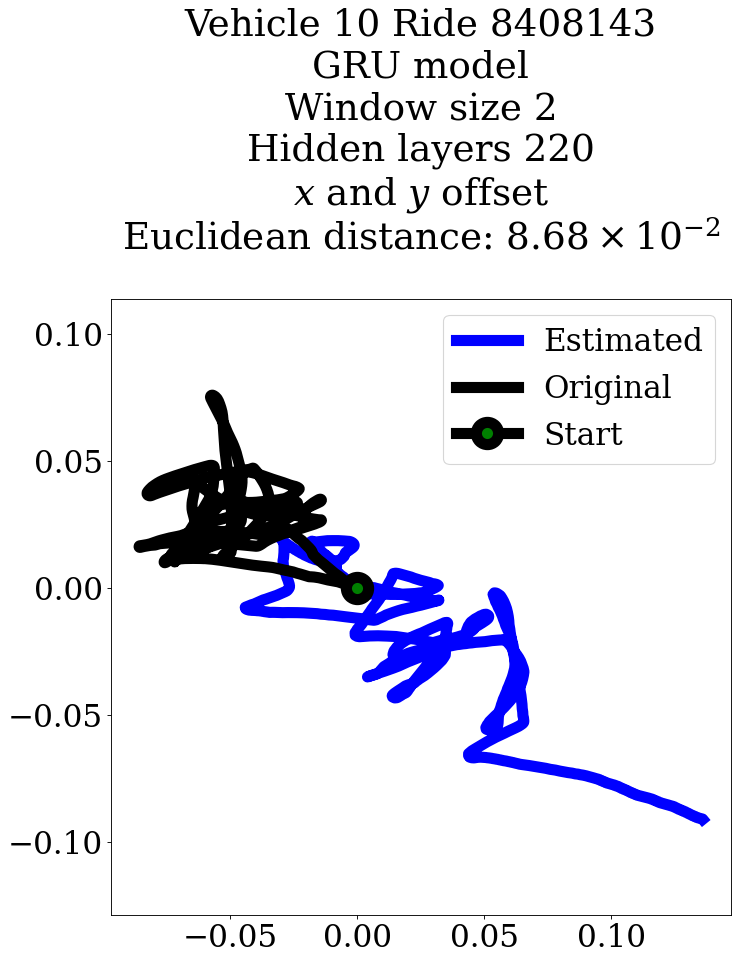 Vehicle 10 Ride 8408143
GRU model
Window size 2
Hidden layers 220
x and y offset
Euclidean distance: 8.68 × 10⁻²
Estimated
Original
Start
0.10
0.05
0.00
−0.05
−0.10
−0.05 0.00 0.05 0.10